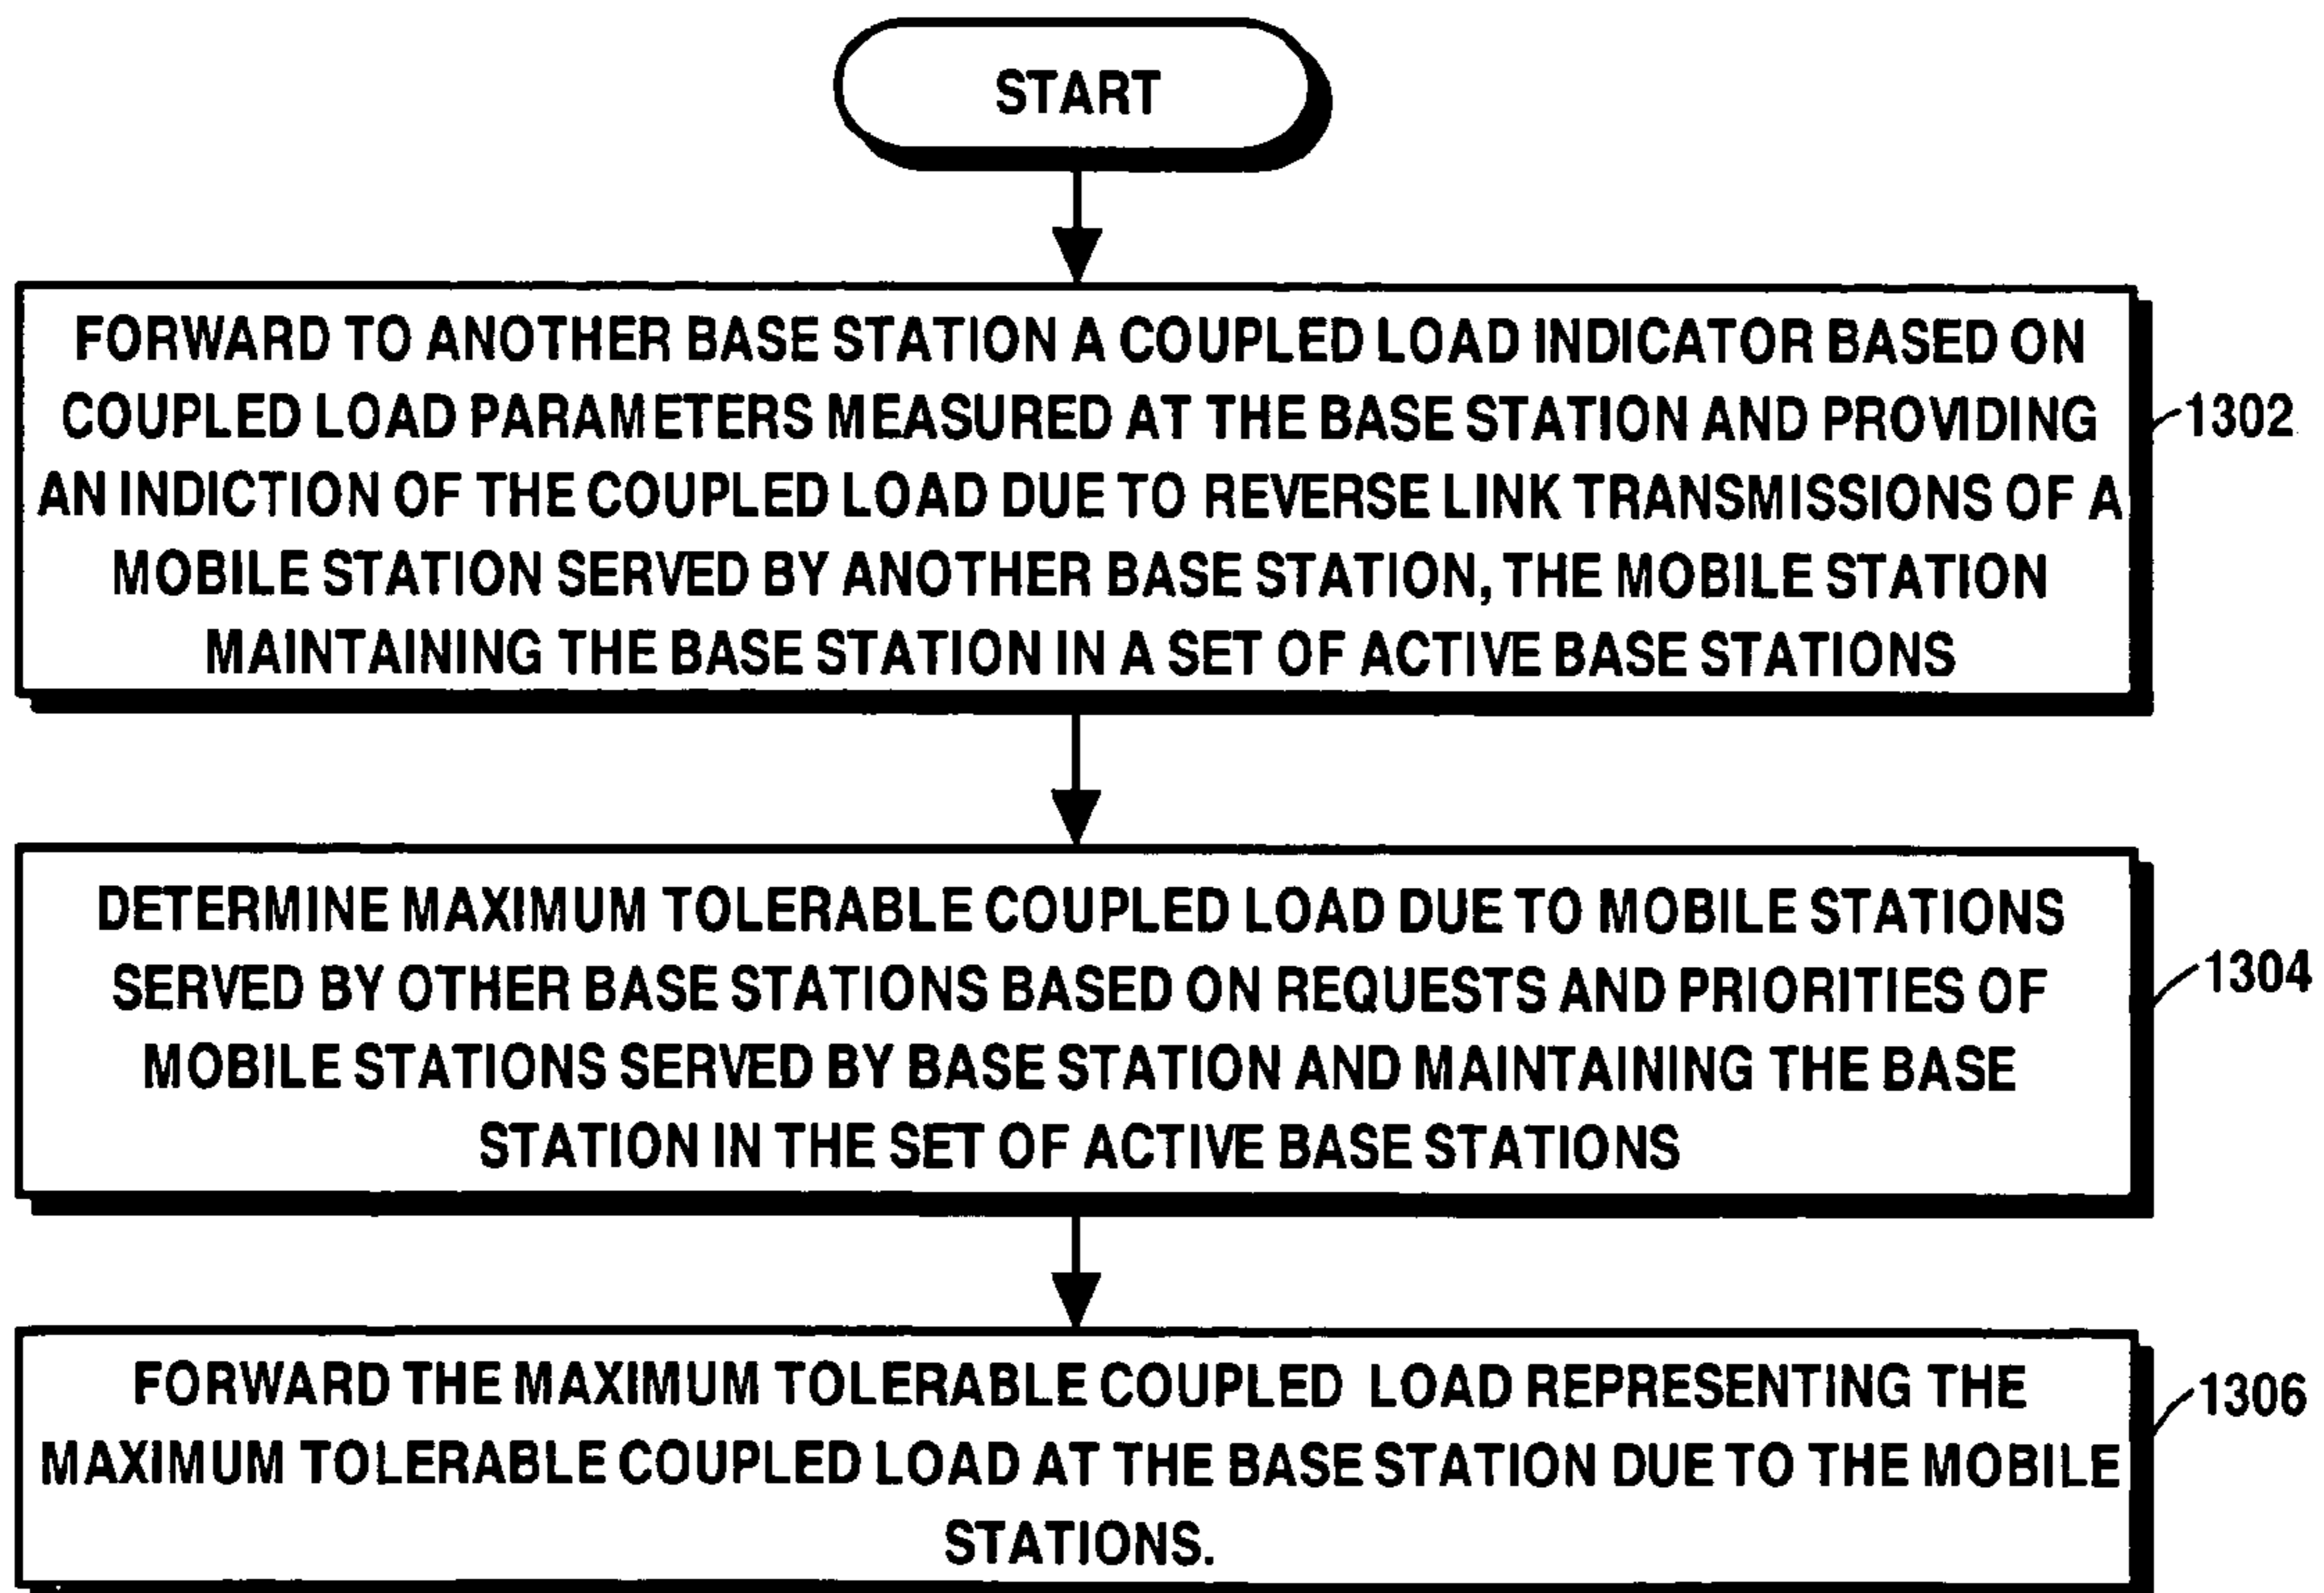 START
FORWARD TO ANOTHER BASE STATION A COUPLED LOAD INDICATOR BASED ON
COUPLED LOAD PARAMETERS MEASURED AT THE BASE STATION AND PROVIDING
AN INDICTION OF THE COUPLED LOAD DUE TO REVERSE LINK TRANSMISSIONS OF A
MOBILE STATION SERVED BY ANOTHER BASE STATION, THE MOBILE STATION
MAINTAINING THE BASE STATION IN A SET OF ACTIVE BASE STATIONS
1302
DETERMINE MAXIMUM TOLERABLE COUPLED LOAD DUE TO MOBILE STATIONS
SERVED BY OTHER BASE STATIONS BASED ON REQUESTS AND PRIORITIES OF
MOBILE STATIONS SERVED BY BASE STATION AND MAINTAINING THE BASE
STATION IN THE SET OF ACTIVE BASE STATIONS
1304
FORWARD THE MAXIMUM TOLERABLE COUPLED LOAD REPRESENTING THE
MAXIMUM TOLERABLE COUPLED LOAD AT THE BASE STATION DUE TO THE MOBILE
STATIONS.
1306